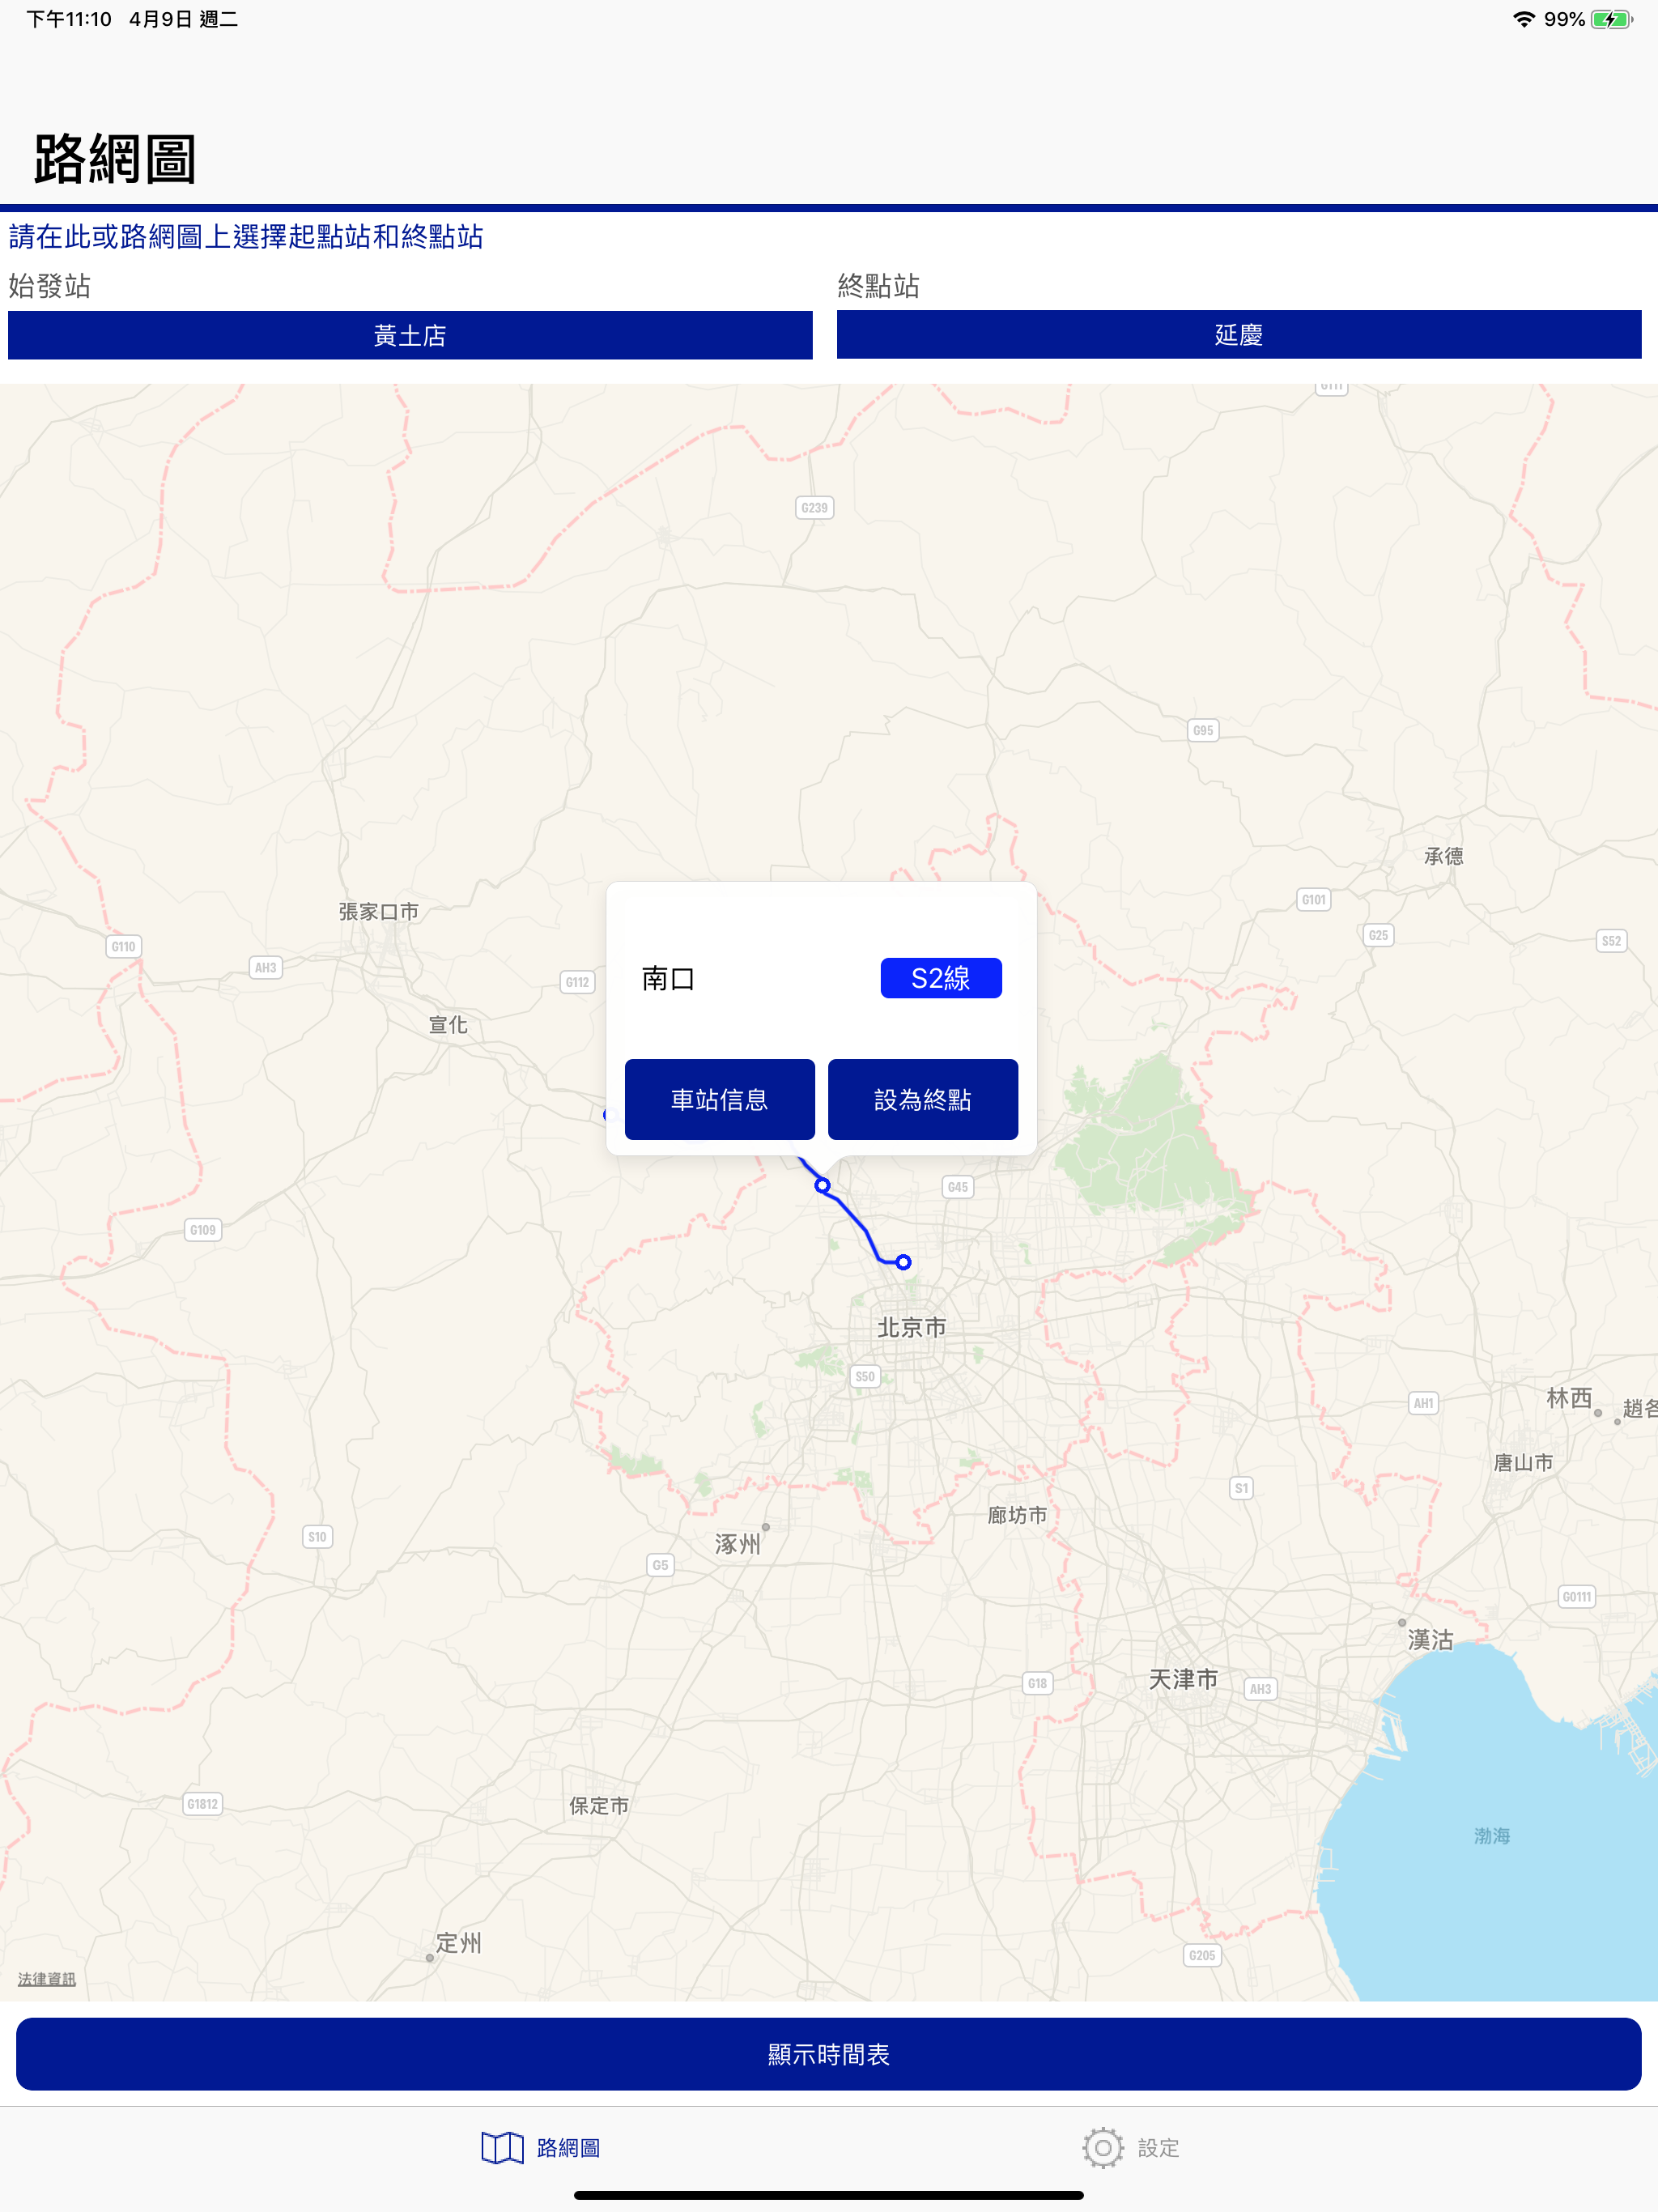 下午11:10 4月9日 週二
99%
路網圖
請在此或路網圖上選擇起點站和終點站
始發站
終點站
黃土店
延慶
G111
G239
G95
承德
G101
張家口市
G25
S52
G110
AH3
G112
南口
S2線
宣化
車站信息
設為終點
G45
G109
北京市
S50
林西
AH1
趙各
唐山市
S1
廊坊市
S10
涿州
G5
G0111
漢沽
天津市
G18
AH3
G1812
保定市
渤海
定州
G205
法律資訊
顯示時間表
路網圖
設定